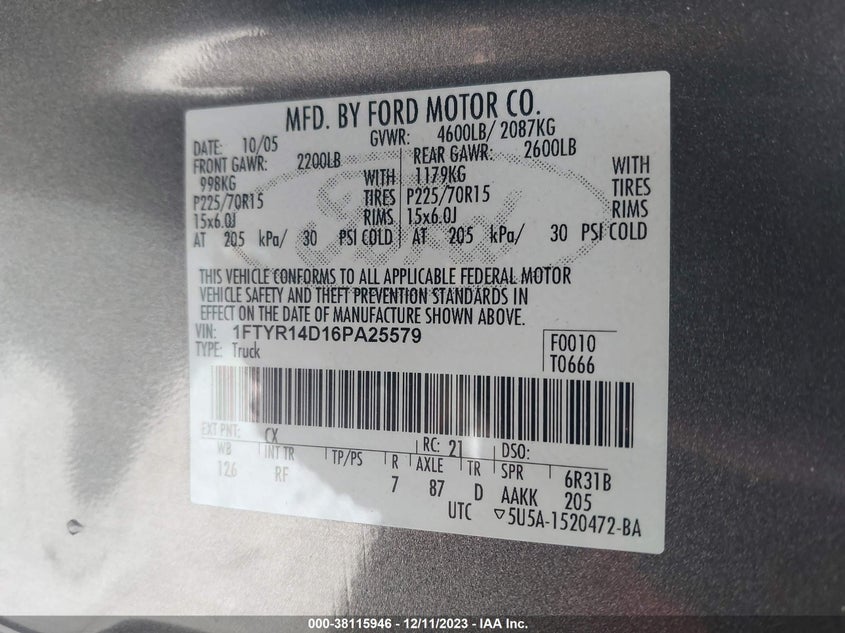 MFD. BY FORD MOTOR CO.
DATE: 10/05 GVWR: 4600LB/ 2087KG
FRONT GAWR: 2200LB REAR GAWR: 2600LB
998KG WITH 1179KG WITH
P225/70R15 TIRES P225/70R15 TIRES
15x6.0J RIMS 15x6.0J RIMS
AT 205 kPa/ 30 PSI COLD AT 205 kPa/ 30 PSI COLD
THIS VEHICLE CONFORMS TO ALL APPLICABLE FEDERAL MOTOR
VEHICLE SAFETY AND THEFT PREVENTION STANDARDS IN
EFFECT ON THE DATE OF MANUFACTURE SHOWN ABOVE.
VIN: 1FTYR14D16PA25579 F0010
TYPE: Truck T0666
EXT PNT: CX RC: 21 DSO:
WB INT TR TP/PS R AXLE TR SPR 6R31B
126 RF 7 87 D AAKK 205
UTC ▽5U5A-1520472-BA
000-38115946 - 12/11/2023 - IAA Inc.